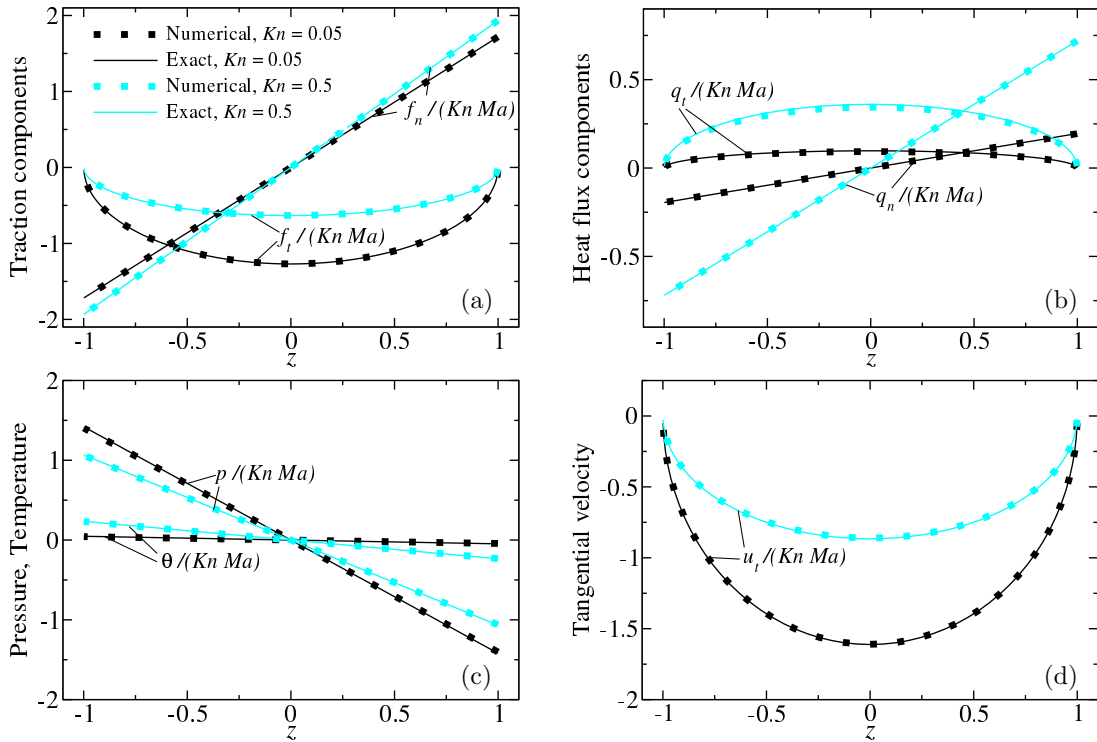 2
1
0
-1
-2
Traction components
Numerical, Kn = 0.05
Exact, Kn = 0.05
Numerical, Kn = 0.5
Exact, Kn = 0.5
f_n/(Kn Ma)
f_t/(Kn Ma)
(a)
-1 -0.5 0 0.5 1
z
0.5
0
-0.5
Heat flux components
q_t/(Kn Ma)
q_n/(Kn Ma)
(b)
-1 -0.5 0 0.5 1
z
2
1
0
-1
-2
Pressure, Temperature
p/(Kn Ma)
θ/(Kn Ma)
(c)
-1 -0.5 0 0.5 1
z
0
-0.5
-1
-1.5
-2
Tangential velocity
u_t/(Kn Ma)
(d)
-1 -0.5 0 0.5 1
z